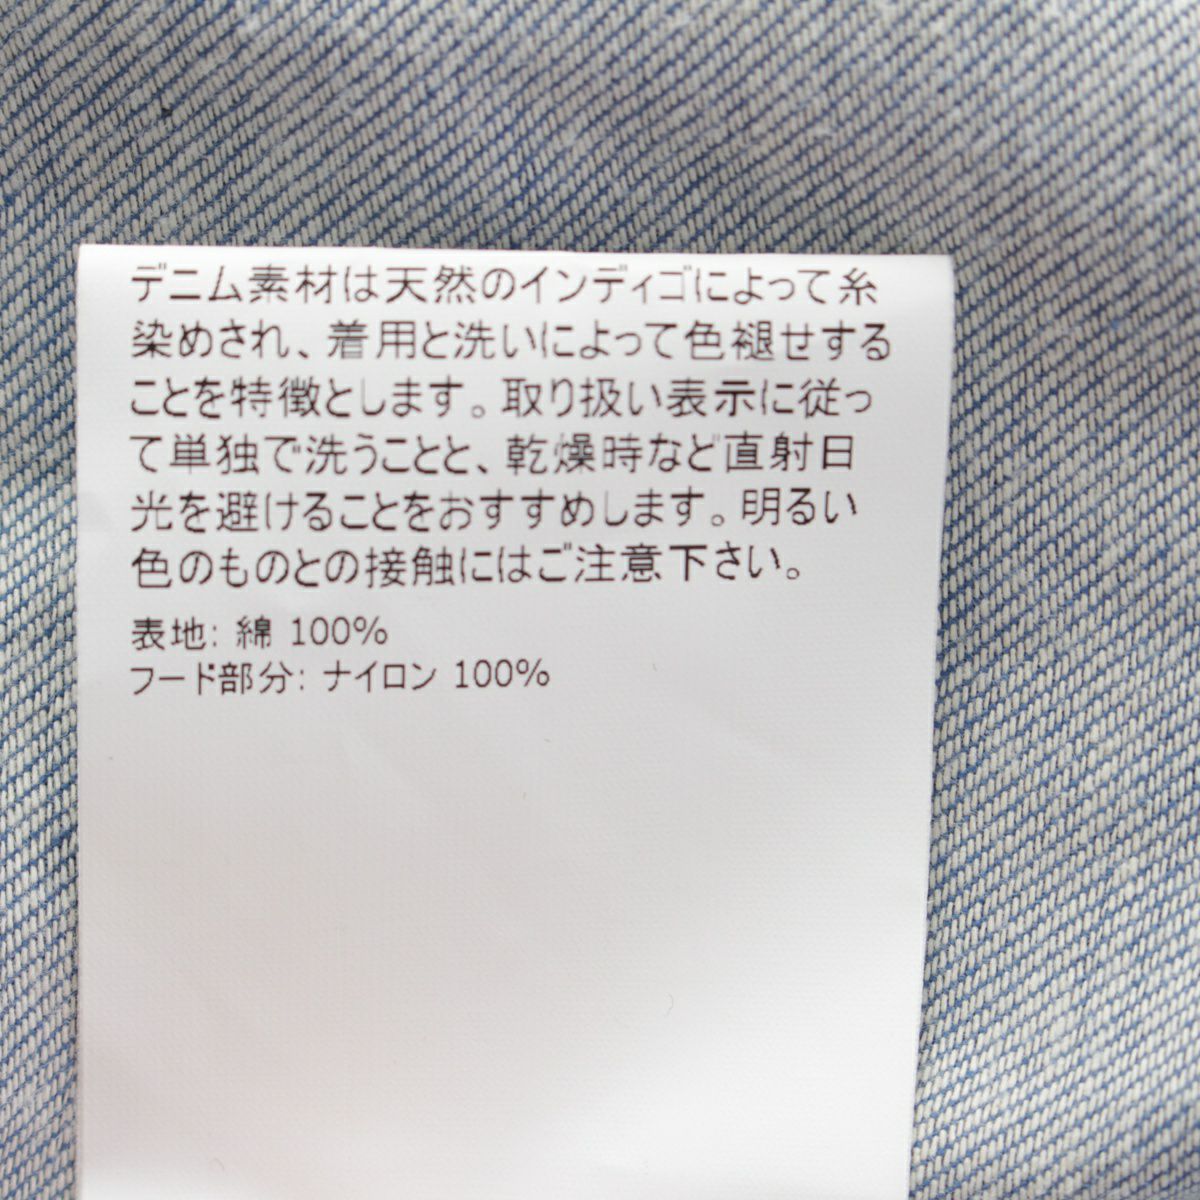 デニム素材は天然のインディゴによって糸
染めされ、着用と洗いによって色褪せする
ことを特徴とします。取り扱い表示に従っ
て単独で洗うことと、乾燥時など直射日
光を避けることをおすすめします。明るい
色のものとの接触にはご注意下さい。
表地: 綿 100%
フード部分: ナイロン 100%